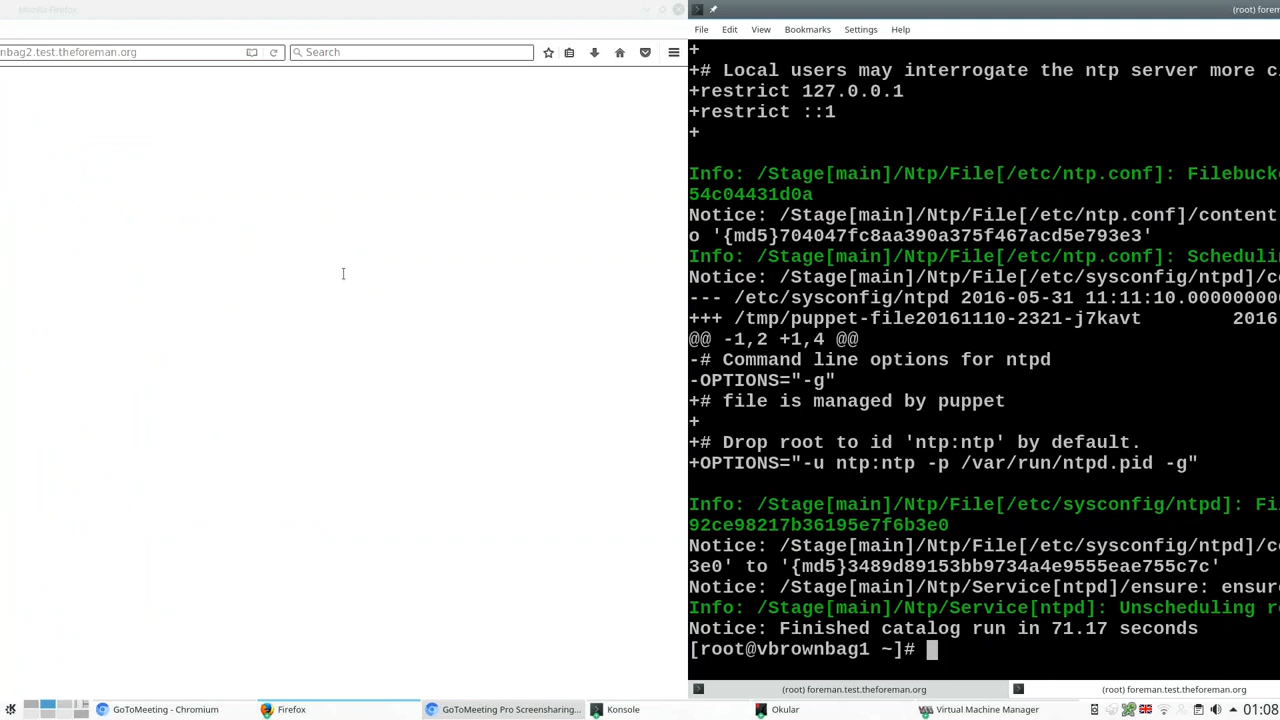 Mozilla Firefox
nbag2.test.theforeman.org
Search
(root) forem
File Edit View Bookmarks Settings Help
+
+# Local users may interrogate the ntp server more c
+restrict 127.0.0.1
+restrict ::1
+
Info: /Stage[main]/Ntp/File[/etc/ntp.conf]: Filebuck
54c04431d0a
Notice: /Stage[main]/Ntp/File[/etc/ntp.conf]/content
o '{md5}704047fc8aa390a375f467acd5e793e3'
Info: /Stage[main]/Ntp/File[/etc/ntp.conf]: Scheduli
Notice: /Stage[main]/Ntp/File[/etc/sysconfig/ntpd]/c
--- /etc/sysconfig/ntpd 2016-05-31 11:11:10.00000000
+++ /tmp/puppet-file20161110-2321-j7kavt 2016
@@ -1,2 +1,4 @@
-# Command line options for ntpd
-OPTIONS="-g"
+# file is managed by puppet
+
+# Drop root to id 'ntp:ntp' by default.
+OPTIONS="-u ntp:ntp -p /var/run/ntpd.pid -g"
Info: /Stage[main]/Ntp/File[/etc/sysconfig/ntpd]: Fi
92ce98217b36195e7f6b3e0
Notice: /Stage[main]/Ntp/File[/etc/sysconfig/ntpd]/c
3e0' to '{md5}3489d89153bb9734a4e9555eae755c7c'
Notice: /Stage[main]/Ntp/Service[ntpd]/ensure: ensur
Info: /Stage[main]/Ntp/Service[ntpd]: Unscheduling r
Notice: Finished catalog run in 71.17 seconds
[root@vbrownbag1 ~]#
(root) foreman.test.theforeman.org (root) foreman.test.theforeman.org
GoToMeeting - Chromium Firefox GoToMeeting Pro Screensharing... Konsole Okular Virtual Machine Manager 01:08